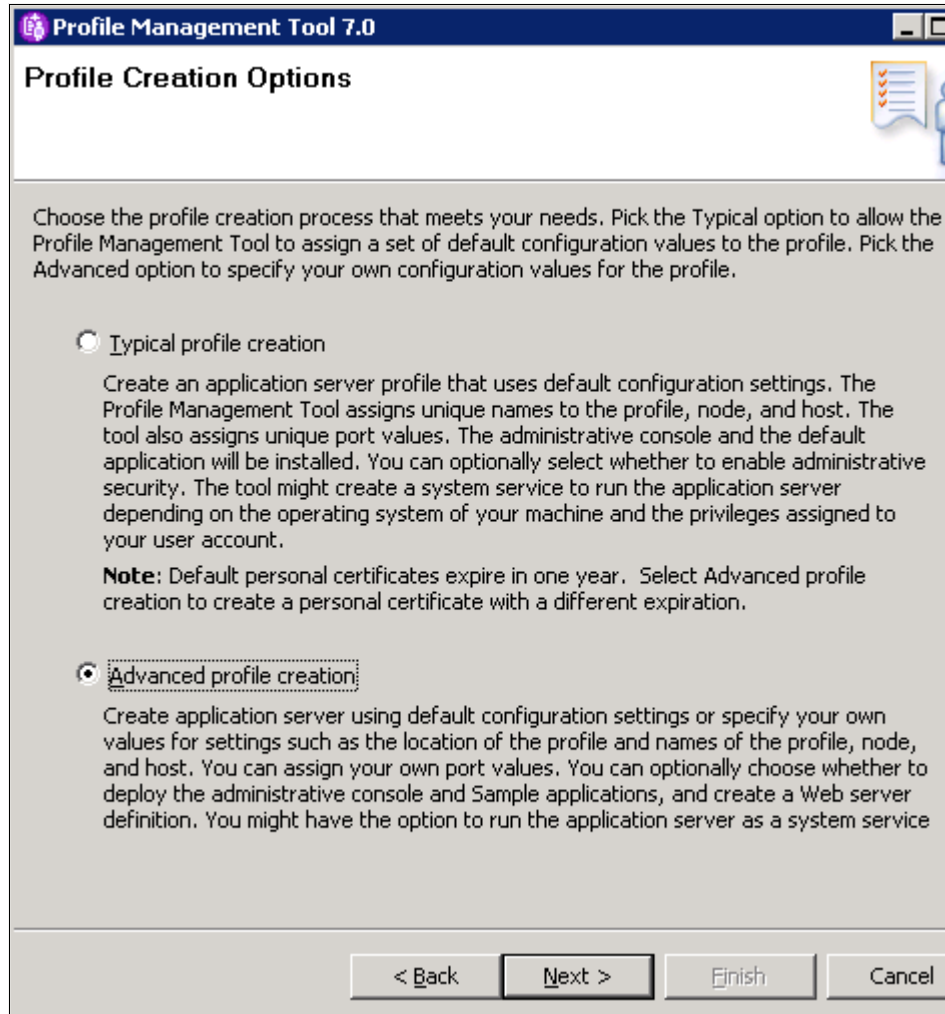 Profile Management Tool 7.0
Profile Creation Options
Choose the profile creation process that meets your needs. Pick the Typical option to allow the
Profile Management Tool to assign a set of default configuration values to the profile. Pick the
Advanced option to specify your own configuration values for the profile.
Typical profile creation
Create an application server profile that uses default configuration settings. The
Profile Management Tool assigns unique names to the profile, node, and host. The
tool also assigns unique port values. The administrative console and the default
application will be installed. You can optionally select whether to enable administrative
security. The tool might create a system service to run the application server
depending on the operating system of your machine and the privileges assigned to
your user account.
Note: Default personal certificates expire in one year.  Select Advanced profile
creation to create a personal certificate with a different expiration.
Advanced profile creation
Create application server using default configuration settings or specify your own
values for settings such as the location of the profile and names of the profile, node,
and host. You can assign your own port values. You can optionally choose whether to
deploy the administrative console and Sample applications, and create a Web server
definition. You might have the option to run the application server as a system service
< Back
Next >
Finish
Cancel